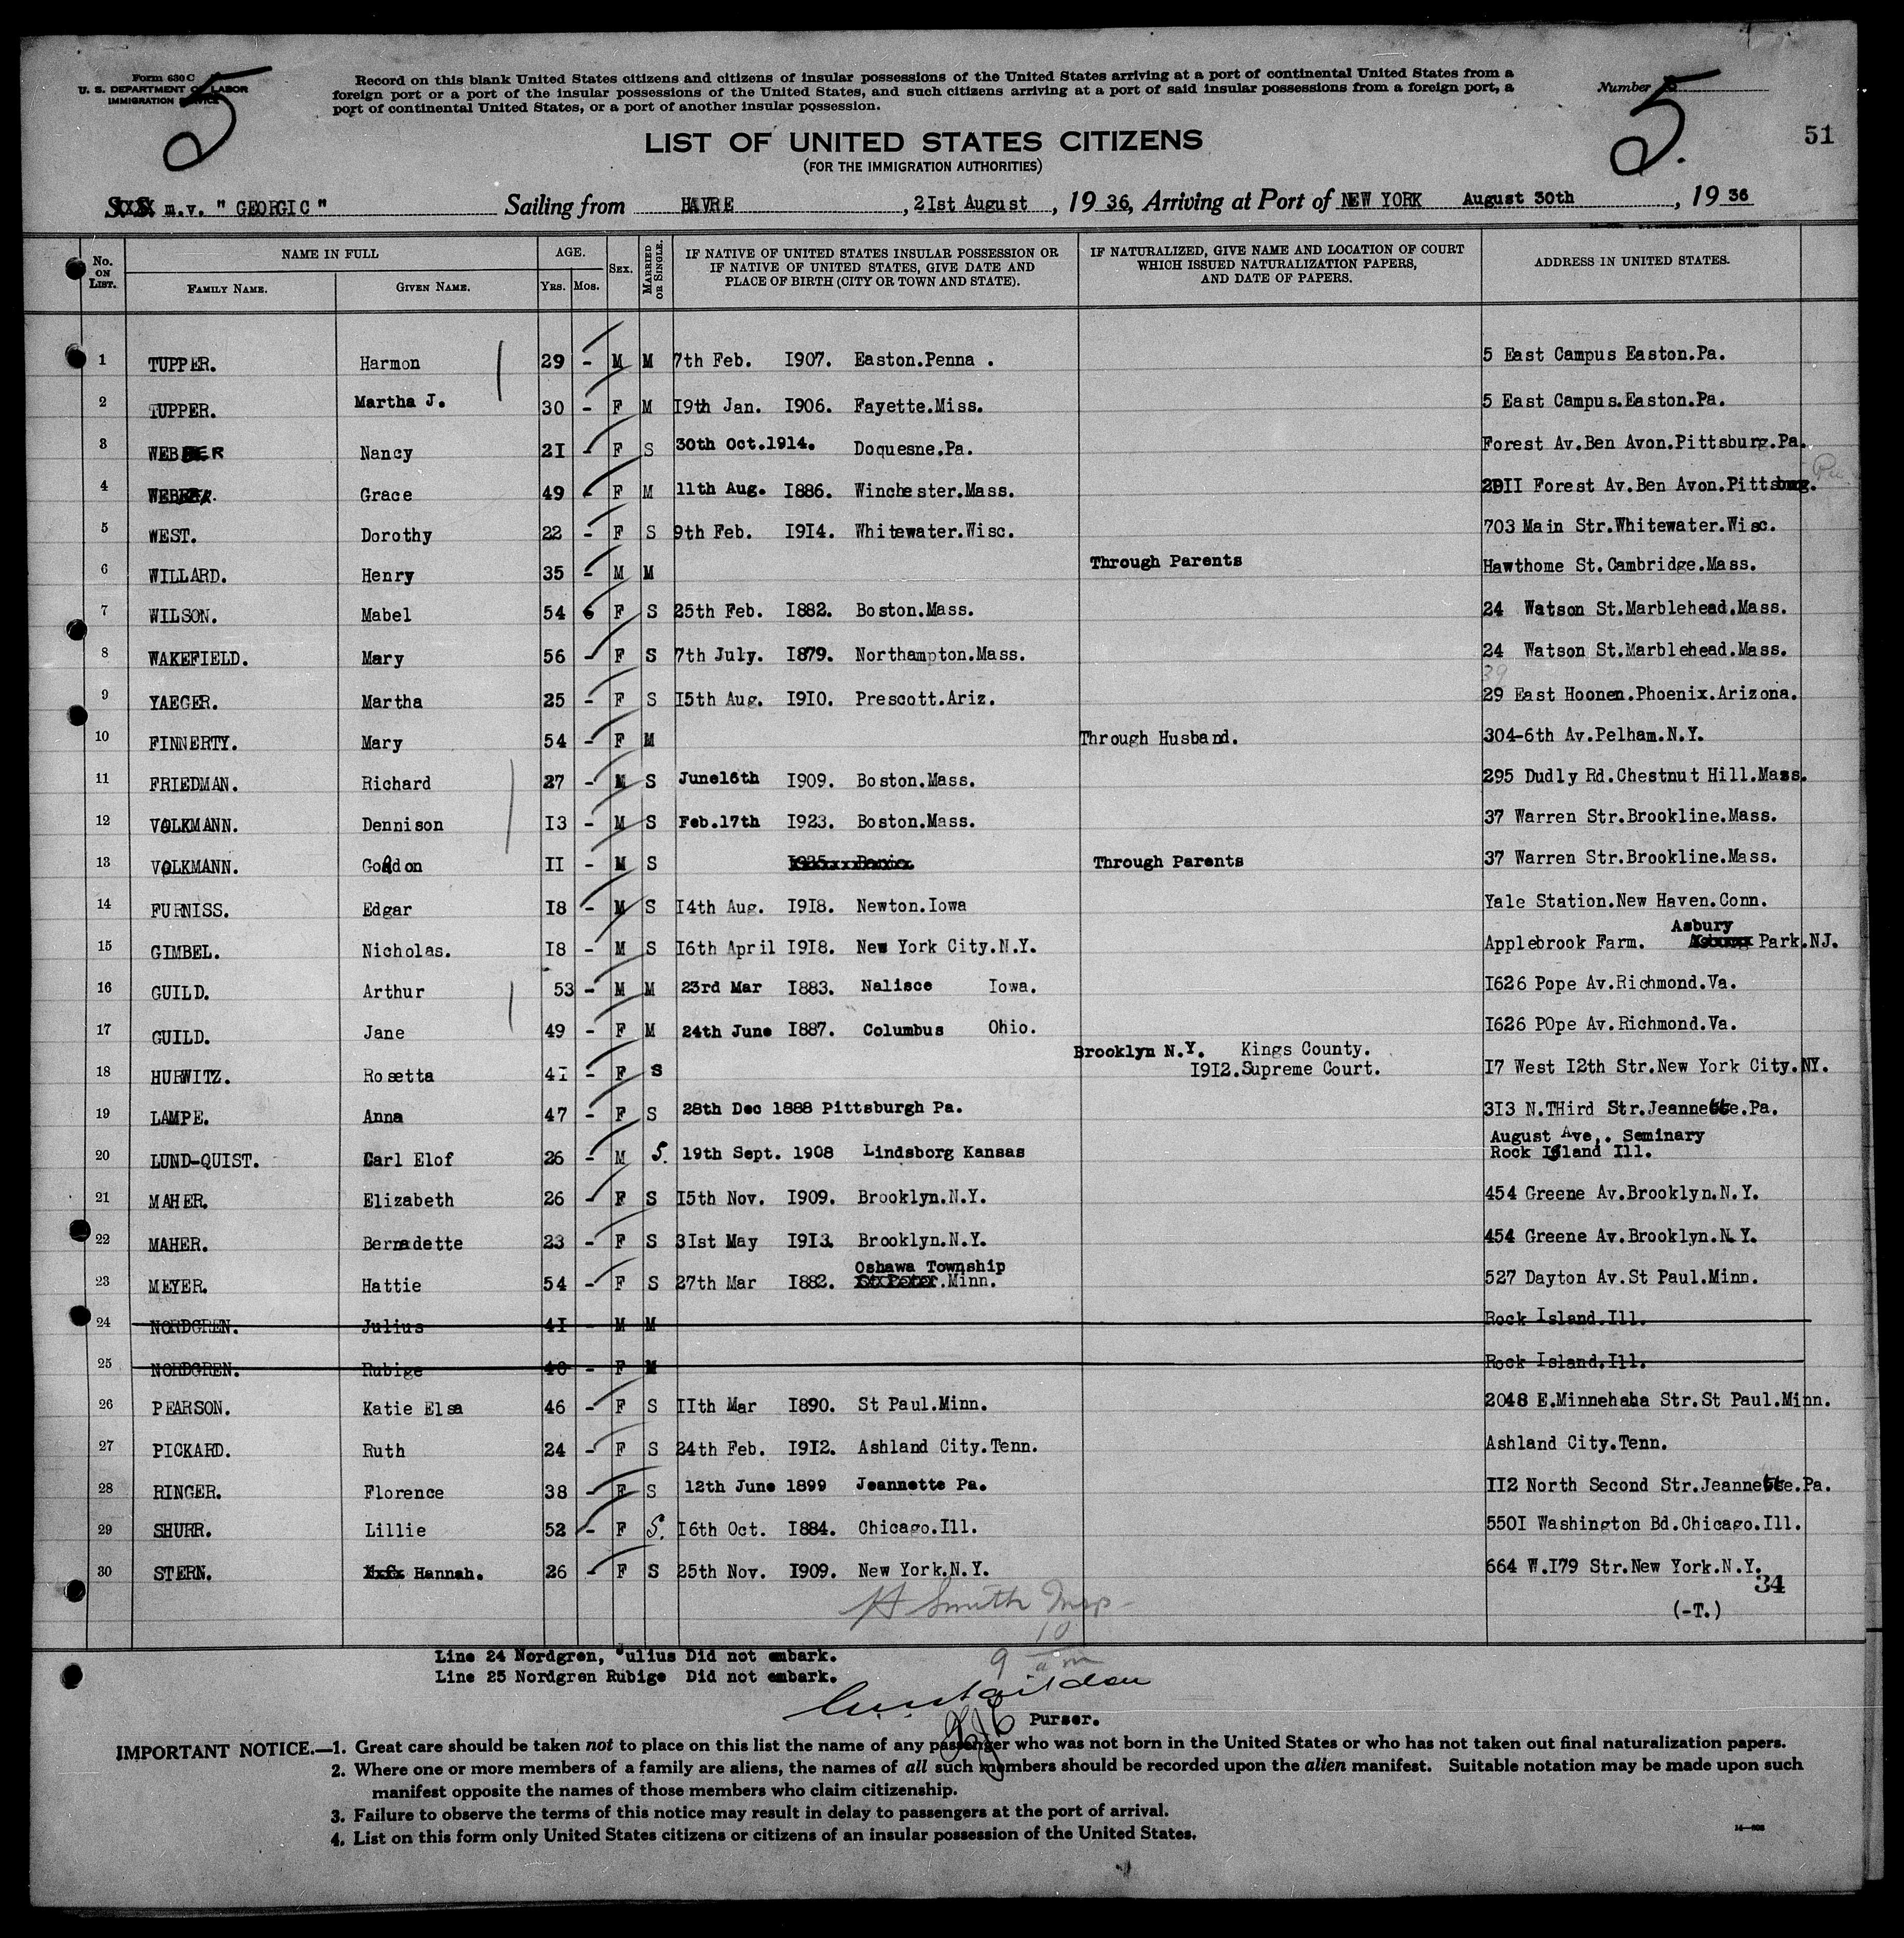 Form 630 C
U. S. DEPARTMENT OF LABOR
IMMIGRATION SERVICE
5
Record on this blank United States citizens and citizens of insular possessions of the United States arriving at a port of continental United States from a
foreign port or a port of the insular possessions of the United States, and such citizens arriving at a port of said insular possessions from a foreign port, a
port of continental United States, or a port of another insular possession.
Number
5.
51
LIST OF UNITED STATES CITIZENS
(FOR THE IMMIGRATION AUTHORITIES)
m.v. " GEORGIC " Sailing from HAVRE , 21st August , 19 36, Arriving at Port of NEW YORK August 30th , 19 36
No. ON LIST. NAME IN FULL FAMILY NAME. GIVEN NAME. AGE. YRS. MOS. SEX. MARRIED OR SINGLE. IF NATIVE OF UNITED STATES INSULAR POSSESSION OR IF NATIVE OF UNITED STATES, GIVE DATE AND PLACE OF BIRTH (CITY OR TOWN AND STATE). IF NATURALIZED, GIVE NAME AND LOCATION OF COURT WHICH ISSUED NATURALIZATION PAPERS, AND DATE OF PAPERS. ADDRESS IN UNITED STATES.
1 TUPPER. Harmon 29 - M M 7th Feb. 1907. Easton.Penna . 5 East Campus Easton.Pa.
2 TUPPER. Martha J. 30 - F M 19th Jan. 1906. Fayette.Miss. 5 East Campus.Easton.Pa.
3 WEBER Nancy 21 - F S 30th Oct.1914. Doquesne.Pa. Forest Av.Ben Avon.Pittsburg.Pa.
4 Grace 49 - F M 11th Aug. 1886. Winchester.Mass. Forest Av.Ben Avon.Pittsburg. Pa.
5 WEST. Dorothy 22 - F S 9th Feb. 1914. Whitewater.Wisc. 703 Main Str.Whitewater.Wisc.
6 WILLARD. Henry 35 - M M Through Parents Hawthome St.Cambridge.Mass.
7 WILSON. Mabel 54 6 F S 25th Feb. 1882. Boston.Mass. 24 Watson St.Marblehead.Mass.
8 WAKEFIELD. Mary 56 - F S 7th July. 1879. Northampton.Mass. 24 Watson St.Marblehead.Mass.
39
9 YAEGER. Martha 25 - F S 15th Aug. 1910. Prescott.Ariz. 29 East Hoonen.Phoenix.Arizona.
10 FINNERTY. Mary 54 - F M Through Husband. 304-6th Av.Pelham.N.Y.
11 FRIEDMAN. Richard 27 - M S June16th 1909. Boston.Mass. 295 Dudly Rd.Chestnut Hill.Mass.
12 VOLKMANN. Dennison 13 - M S Feb.17th 1923. Boston.Mass. 37 Warren Str.Brookline.Mass.
13 VOLKMANN. Gordon 11 - M S Through Parents 37 Warren Str.Brookline.Mass.
14 FURNISS. Edgar 18 - M S 14th Aug. 1918. Newton.Iowa Yale Station.New Haven.Conn.
15 GIMBEL. Nicholas. 18 - M S 16th April 1918. New York City.N.Y. Applebrook Farm. Asbury Park.NJ.
16 GUILD. Arthur 53 - M M 23rd Mar 1883. Nalisce Iowa. 1626 Pope Av.Richmond.Va.
17 GUILD. Jane 49 - F M 24th June 1887. Columbus Ohio. 1626 POpe Av.Richmond.Va.
18 HURWITZ. Rosetta 41 - F S Brooklyn N.Y. Kings County. 1912.Supreme Court. 17 West 12th Str.New York City.NY.
19 LAMPE. Anna 47 - F S 28th Dec 1888 Pittsburgh Pa. 313 N.THird Str.Jeannette.Pa.
20 LUND-QUIST. Carl Elof 26 - M S. 19th Sept. 1908 Lindsborg Kansas August Ave,. Seminary Rock Island Ill.
21 MAHER. Elizabeth 26 - F S 15th Nov. 1909. Brooklyn.N.Y. 454 Greene Av.Brooklyn.N.Y.
22 MAHER. Bernadette 23 - F S 31st May 1913. Brooklyn.N.Y. 454 Greene Av.Brooklyn.N.Y.
23 MEYER. Hattie 54 - F S 27th Mar 1882. Oshawa Township .Minn. 527 Dayton Av.St Paul.Minn.
24 NORDGREN. Julius 41 - M M Rock Island.Ill.
25 NORDGREN. Rubige 40 - F M Rock Island.Ill.
26 PEARSON. Katie Elsa 46 - F S 11th Mar 1890. St Paul.Minn. 2048 E.Minnehaha Str.St Paul.Minn.
27 PICKARD. Ruth 24 - F S 24th Feb. 1912. Ashland City.Tenn. Ashland City.Tenn.
28 RINGER. Florence 38 - F S 12th June 1899 Jeannette Pa. 112 North Second Str.Jeannette.Pa.
29 SHURR. Lillie 52 - F S. 16th Oct. 1884. Chicago.Ill. 5501 Washington Bd.Chicago.Ill.
30 STERN. Hannah. 26 - F S 25th Nov. 1909. New York.N.Y. 664 W.179 Str.New York.N.Y.
34
(-T.)
H Smith Insp
10
9 am
Line 24 Nordgren, Julius Did not embark.
Line 25 Nordgren Rubige Did not embark.
Purser.
IMPORTANT NOTICE.—1. Great care should be taken not to place on this list the name of any passenger who was not born in the United States or who has not taken out final naturalization papers.
2. Where one or more members of a family are aliens, the names of all such members should be recorded upon the alien manifest. Suitable notation may be made upon such
manifest opposite the names of those members who claim citizenship.
3. Failure to observe the terms of this notice may result in delay to passengers at the port of arrival.
4. List on this form only United States citizens or citizens of an insular possession of the United States.